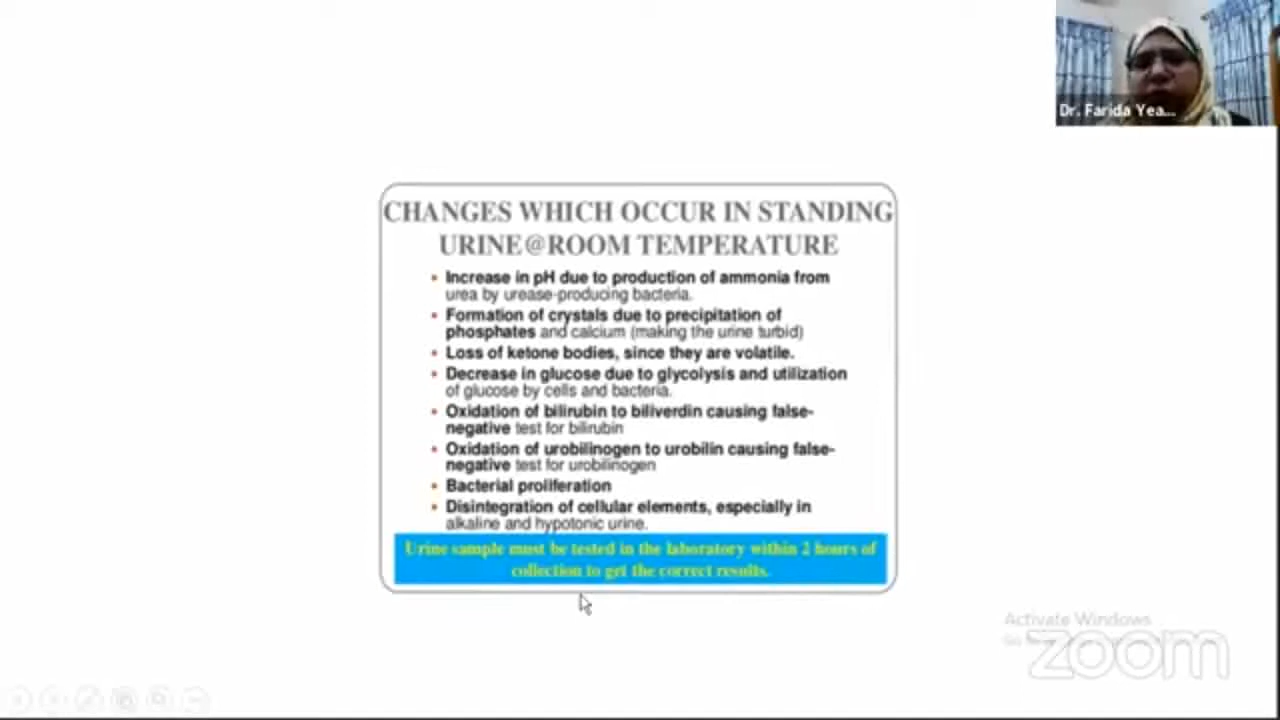 Dr. Farida Yea...
CHANGES WHICH OCCUR IN STANDING
URINE@ROOM TEMPERATURE
• Increase in pH due to production of ammonia from
urea by urease-producing bacteria.
• Formation of crystals due to precipitation of
phosphates and calcium (making the urine turbid)
• Loss of ketone bodies, since they are volatile.
• Decrease in glucose due to glycolysis and utilization
of glucose by cells and bacteria.
• Oxidation of bilirubin to biliverdin causing false-
negative test for bilirubin
• Oxidation of urobilinogen to urobilin causing false-
negative test for urobilinogen
• Bacterial proliferation
• Disintegration of cellular elements, especially in
alkaline and hypotonic urine.
Urine sample must be tested in the laboratory within 2 hours of
collection to get the correct results.
Activate Windows
zoom